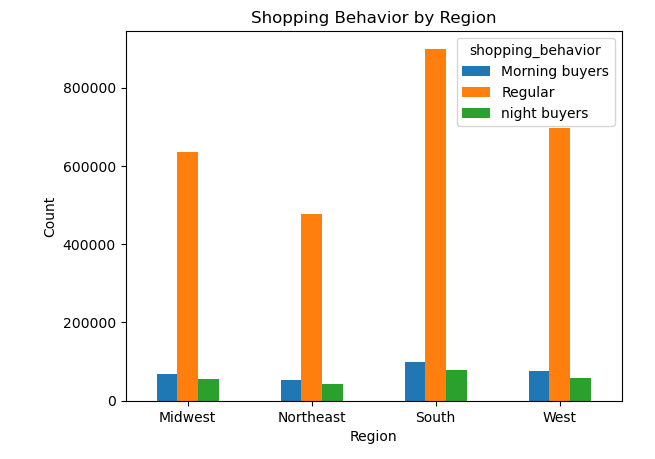 Shopping Behavior by Region
shopping_behavior
Morning buyers
Regular
night buyers
800000
600000
400000
200000
0
Count
Midwest
Northeast
South
West
Region